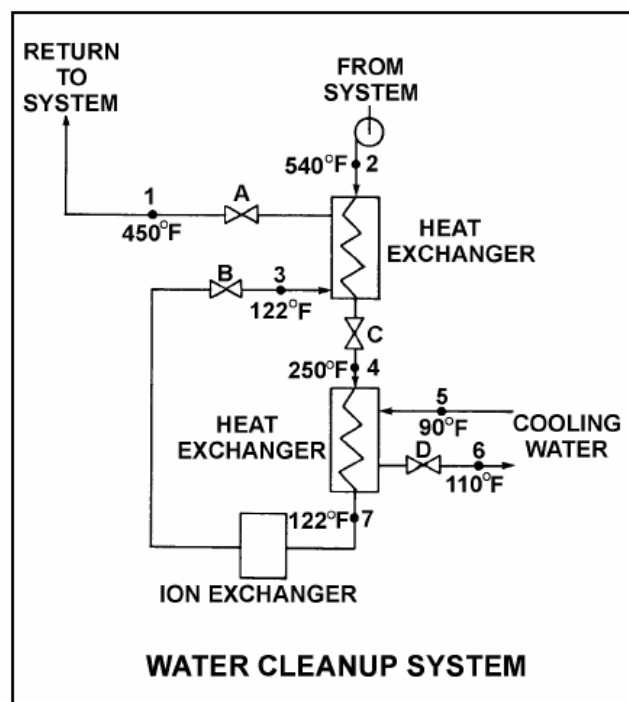 RETURN
TO
SYSTEM
FROM
SYSTEM
540°F
2
1
A
450°F
HEAT
EXCHANGER
B
3
122°F
C
250°F
4
HEAT
EXCHANGER
5
90°F
COOLING
WATER
D
6
110°F
122°F
7
ION EXCHANGER
WATER CLEANUP SYSTEM